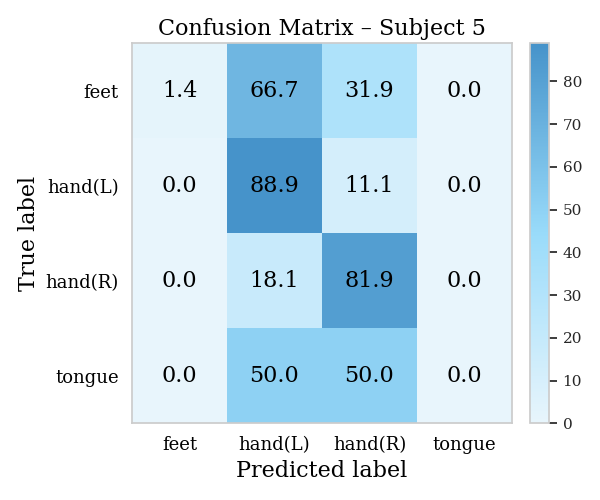 Confusion Matrix – Subject 5
True label
feet 1.4 66.7 31.9 0.0
hand(L) 0.0 88.9 11.1 0.0
hand(R) 0.0 18.1 81.9 0.0
tongue 0.0 50.0 50.0 0.0
feet hand(L) hand(R) tongue
Predicted label
80
70
60
50
40
30
20
10
0